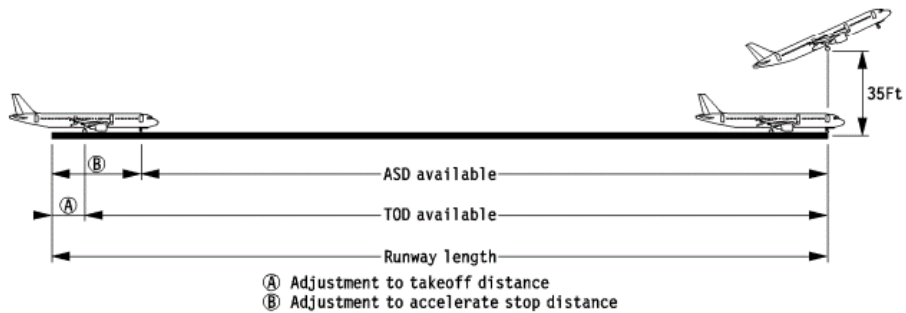 35Ft
Ⓑ
ASD available
Ⓐ
TOD available
Runway length
Ⓐ Adjustment to takeoff distance
Ⓑ Adjustment to accelerate stop distance